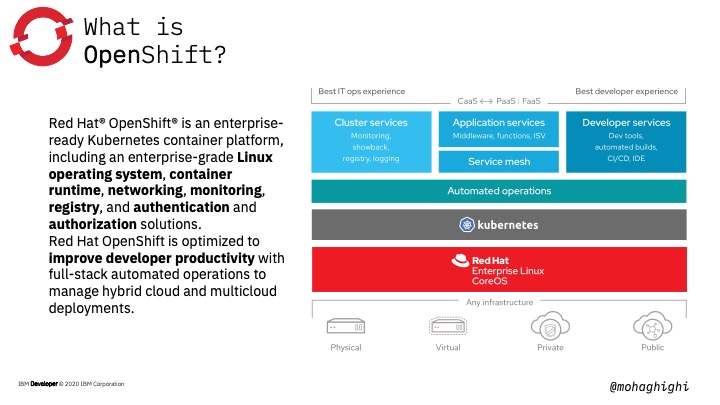 What is
OpenShift?
Red Hat® OpenShift® is an enterprise-
ready Kubernetes container platform,
including an enterprise-grade Linux
operating system, container
runtime, networking, monitoring,
registry, and authentication and
authorization solutions.
Red Hat OpenShift is optimized to
improve developer productivity with
full-stack automated operations to
manage hybrid cloud and multicloud
deployments.
Best IT ops experience
Best developer experience
CaaS ⟷ PaaS | FaaS
Cluster services
Monitoring,
showback,
registry, logging
Application services
Middleware, functions, ISV
Service mesh
Developer services
Dev tools,
automated builds,
CI/CD, IDE
Automated operations
kubernetes
Red Hat
Enterprise Linux
CoreOS
Any infrastructure
Physical
Virtual
Private
Public
IBM Developer © 2020 IBM Corporation
@mohaghighi